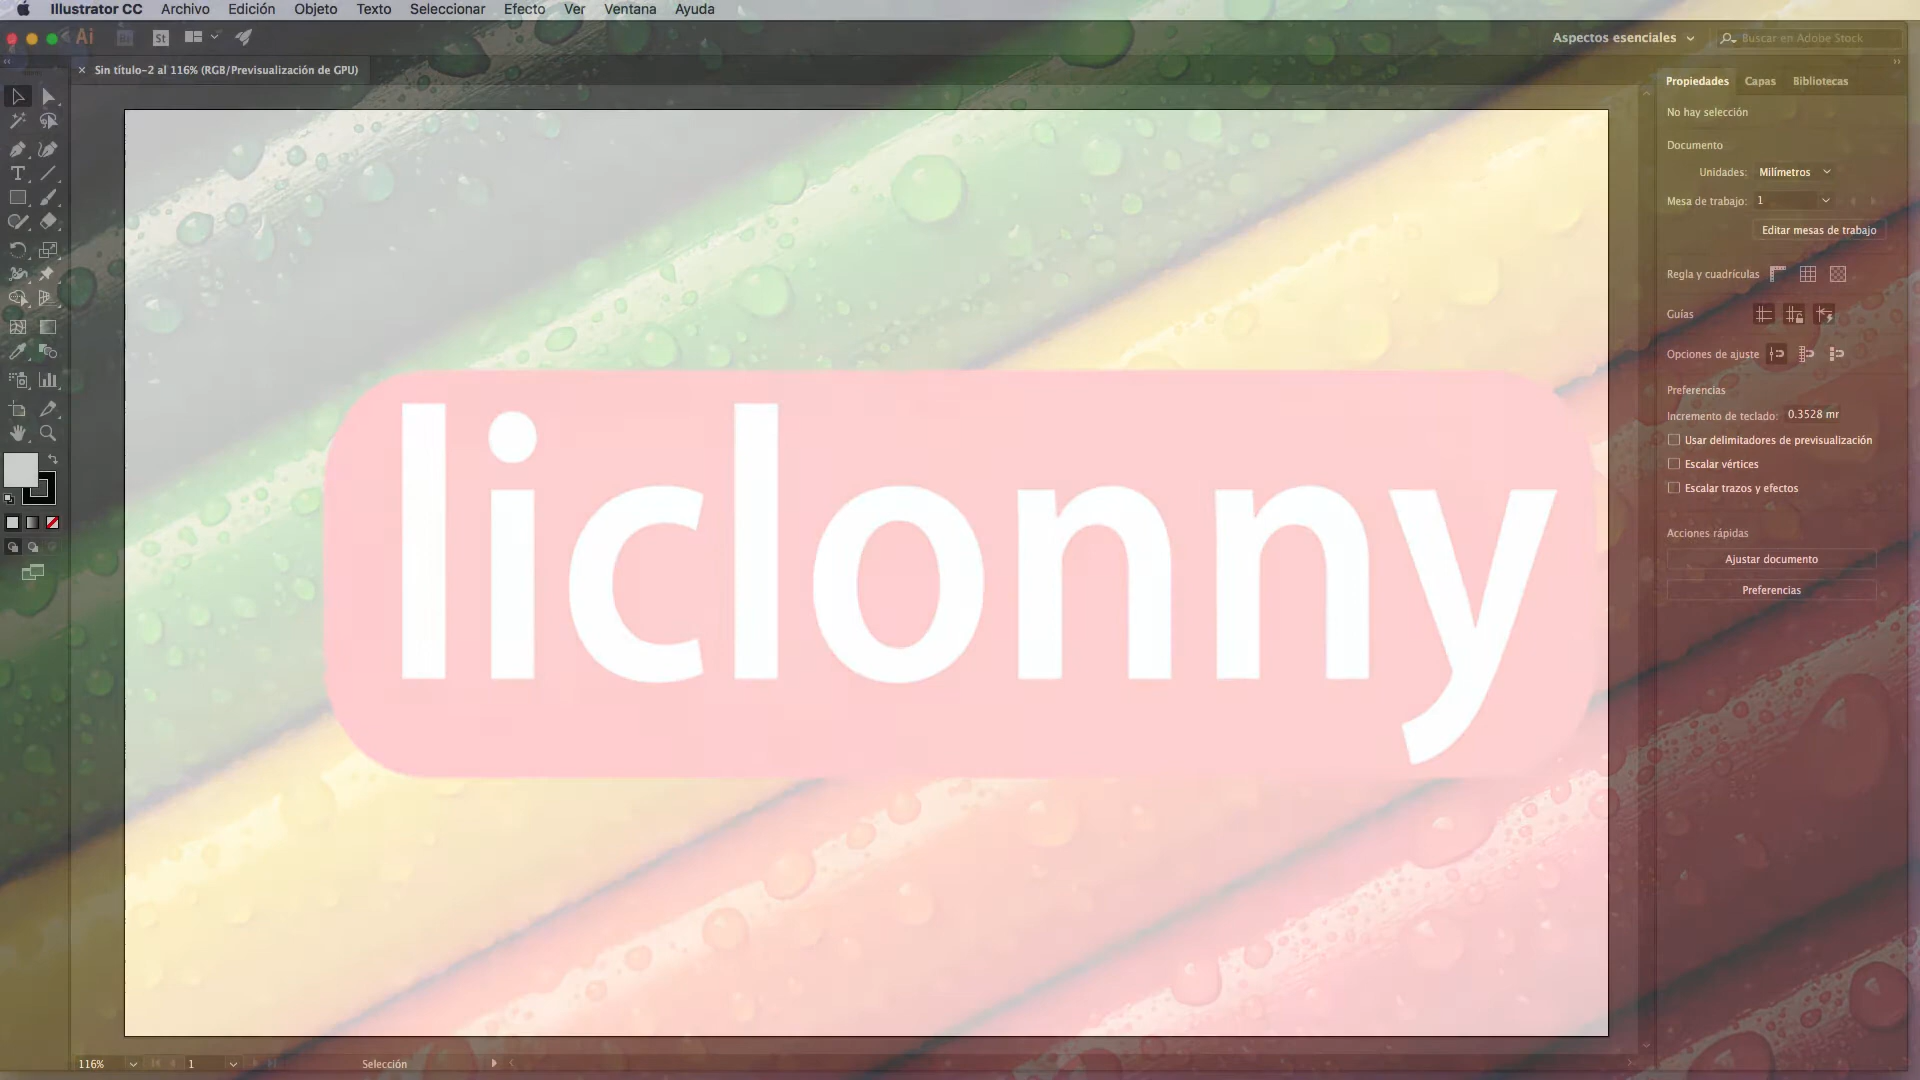 Illustrator CC Archivo Edición Objeto Texto Seleccionar Efecto Ver Ventana Ayuda
Ai Br St Aspectos esenciales Buscar en Adobe Stock
× Sin título-2 al 116% (RGB/Previsualización de GPU)
Propiedades Capas Bibliotecas
No hay selección
Documento
Unidades: Milímetros
Mesa de trabajo: 1
Editar mesas de trabajo
Regla y cuadrículas
Guías
Opciones de ajuste
Preferencias
Incremento de teclado: 0.3528 mr
Usar delimitadores de previsualización
Escalar vértices
Escalar trazos y efectos
Acciones rápidas
Ajustar documento
Preferencias
liclonny
116% 1 Selección